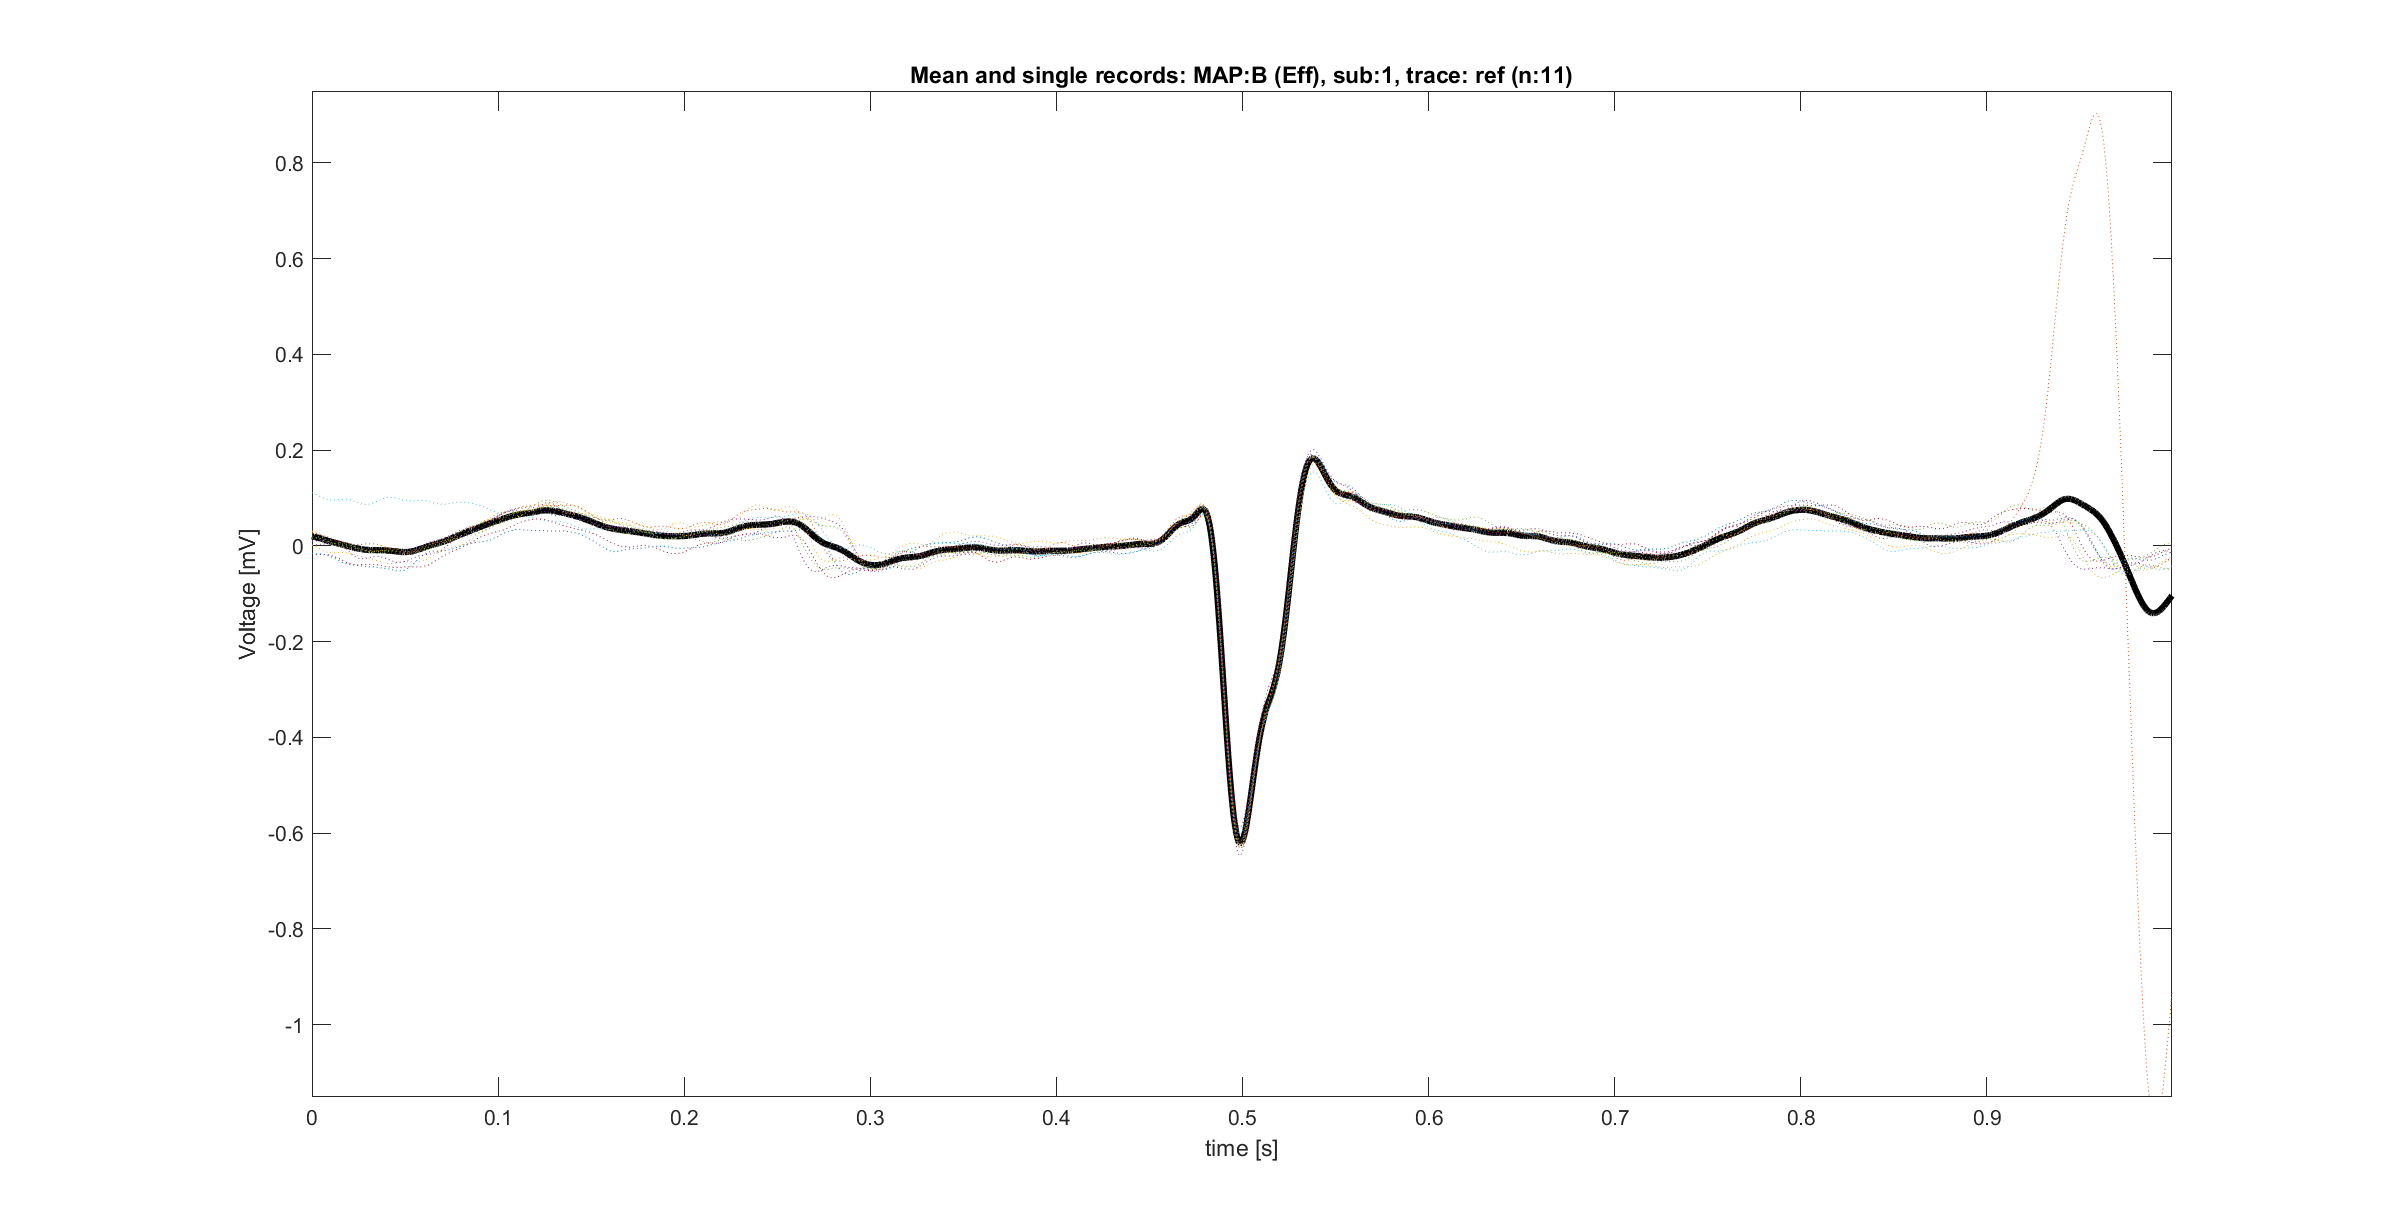 Mean and single records: MAP:B (Eff), sub:1, trace: ref (n:11)
0.8
0.6
0.4
0.2
0
-0.2
-0.4
-0.6
-0.8
-1
Voltage [mV]
0 0.1 0.2 0.3 0.4 0.5 0.6 0.7 0.8 0.9
time [s]